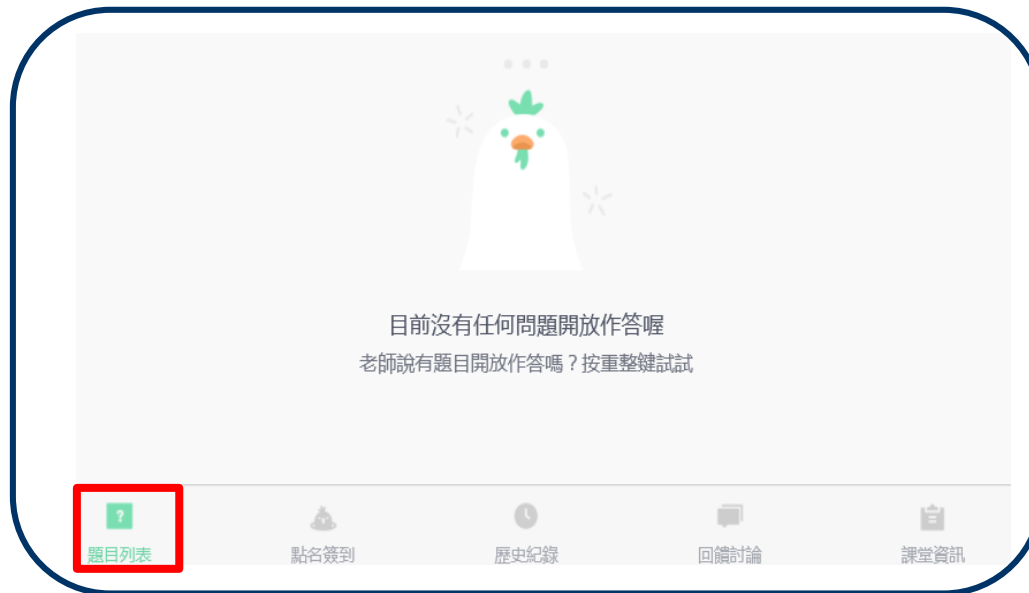 目前沒有任何問題開放作答喔
老師說有題目開放作答嗎？按重整鍵試試
?
題目列表
點名簽到
歷史紀錄
回饋討論
課堂資訊